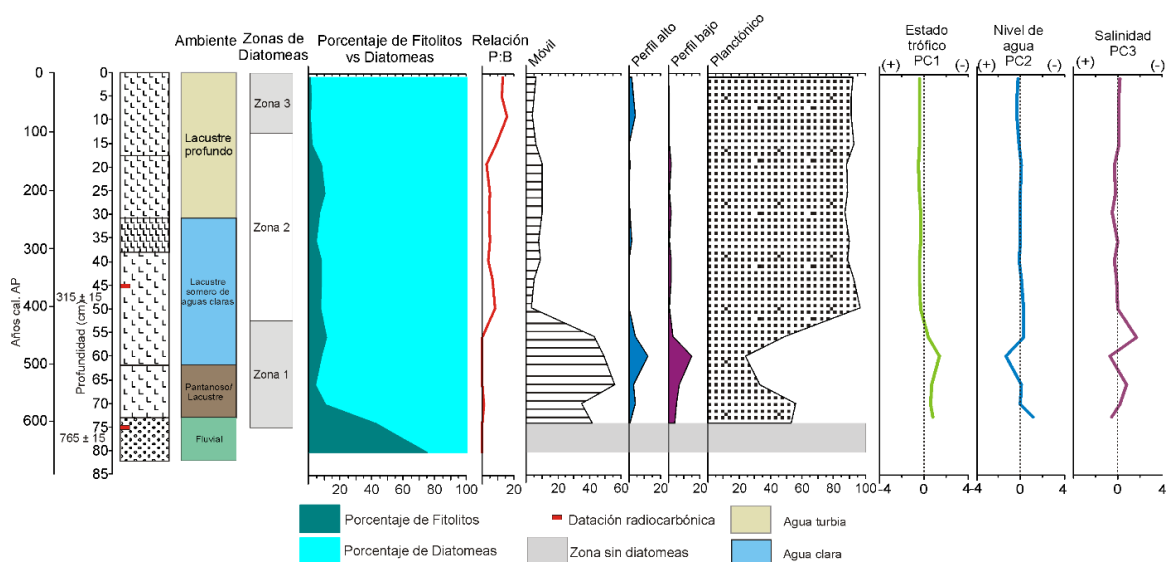 Ambiente
Zonas de
Diatomeas
Porcentaje de Fitolitos
vs Diatomeas
Relación
P:B
Móvil
Perfil alto
Perfil bajo
Planctónico
Estado
trófico
PC1
(+) (-)
Nivel de
agua
PC2
(+) (-)
Salinidad
PC3
(+) (-)
Años cal. AP
0
100
200
300
400
500
600
Profundidad (cm)
0
5
10
15
20
25
30
35
40
45
50
55
60
65
70
75
80
85
315 ± 15
765 ± 15
Lacustre
profundo
Lacustre
somero de
aguas claras
Pantanoso/
Lacustre
Fluvial
Zona 3
Zona 2
Zona 1
20 40 60 80 100
0 20
0 20 40 60
0 20
0 20
0 20 40 60 80 100
-4 0 4
-4 0 4
-4 0 4
Porcentaje de Fitolitos
Porcentaje de Diatomeas
Datación radiocarbónica
Zona sin diatomeas
Agua turbia
Agua clara